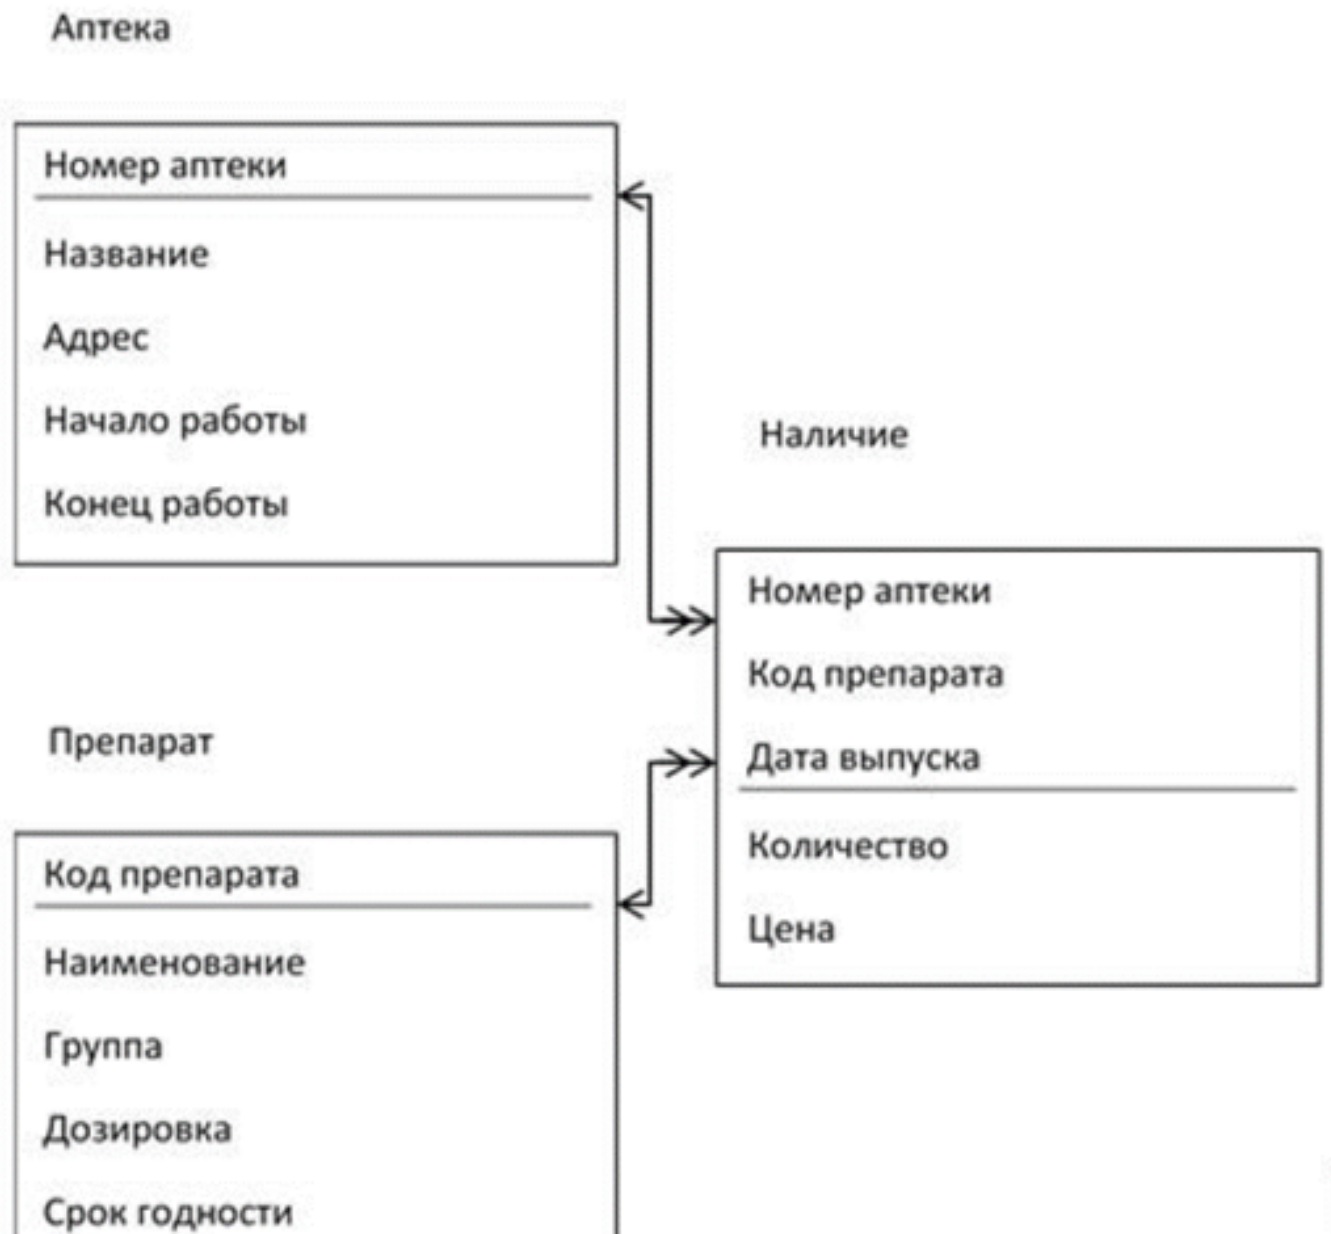 Аптека
Номер аптеки
Название
Адрес
Начало работы
Конец работы
Наличие
Номер аптеки
Код препарата
Дата выпуска
Количество
Цена
Препарат
Код препарата
Наименование
Группа
Дозировка
Срок годности